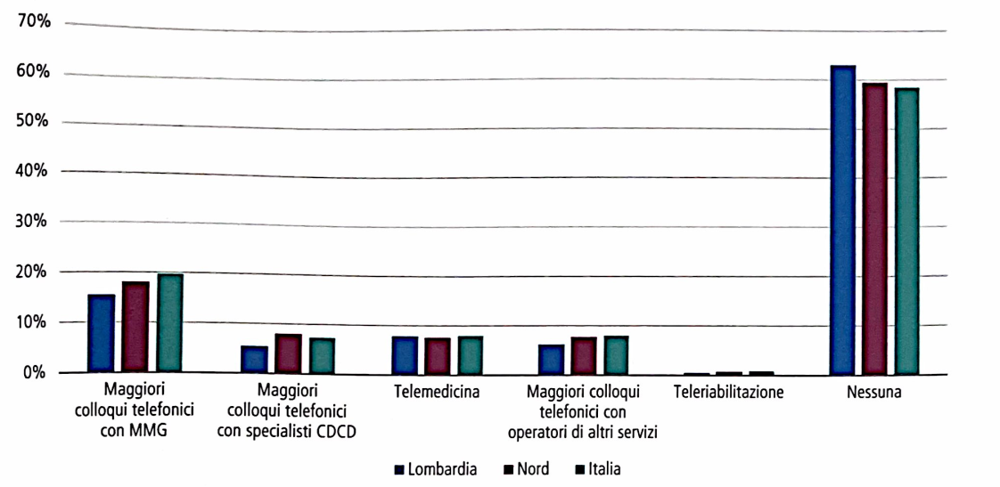 70%
60%
50%
40%
30%
20%
10%
0%
Maggiori
colloqui telefonici
con MMG
Maggiori
colloqui telefonici
con specialisti CDCD
Telemedicina
Maggiori colloqui
telefonici con
operatori di altri servizi
Teleriabilitazione
Nessuna
Lombardia
Nord
Italia